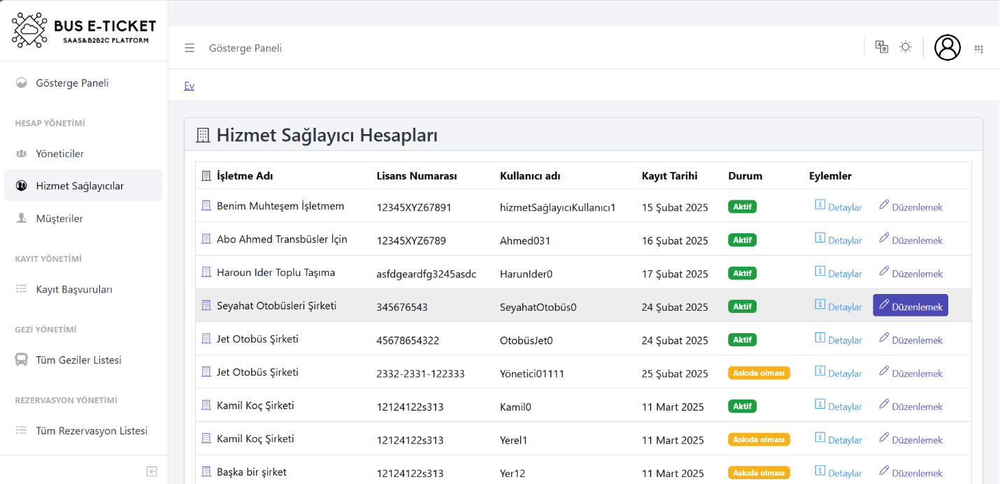 BUS E-TICKET
SAAS&B2B2C PLATFORM
Gösterge Paneli
HESAP YÖNETİMİ
Yöneticiler
Hizmet Sağlayıcılar
Müşteriler
KAYIT YÖNETİMİ
Kayıt Başvuruları
GEZİ YÖNETİMİ
Tüm Geziler Listesi
REZERVASYON YÖNETİMİ
Tüm Rezervasyon Listesi
Gösterge Paneli
Ev
Hizmet Sağlayıcı Hesapları
İşletme Adı Lisans Numarası Kullanıcı adı Kayıt Tarihi Durum Eylemler
Benim Muhteşem İşletmem 12345XYZ67891 hizmetSağlayıcıKullanıcı1 15 Şubat 2025 Aktif Detaylar Düzenlemek
Abo Ahmed Transbüsler İçin 12345XYZ6789 Ahmed031 16 Şubat 2025 Aktif Detaylar Düzenlemek
Haroun Ider Toplu Taşıma asfdgeardfg3245asdc HarunIder0 17 Şubat 2025 Aktif Detaylar Düzenlemek
Seyahat Otobüsleri Şirketi 345676543 SeyahatOtobüs0 24 Şubat 2025 Aktif Detaylar Düzenlemek
Jet Otobüs Şirketi 45678654322 OtobüsJet0 24 Şubat 2025 Aktif Detaylar Düzenlemek
Jet Otobüs Şirketi 2332-2331-122333 Yönetici01111 25 Şubat 2025 Askıda olması Detaylar Düzenlemek
Kamil Koç Şirketi 12124122s313 Kamil0 11 Mart 2025 Aktif Detaylar Düzenlemek
Kamil Koç Şirketi 12124122s313 Yerel1 11 Mart 2025 Askıda olması Detaylar Düzenlemek
Başka bir şirket 12124122s313 Yer12 11 Mart 2025 Askıda olması Detaylar Düzenlemek